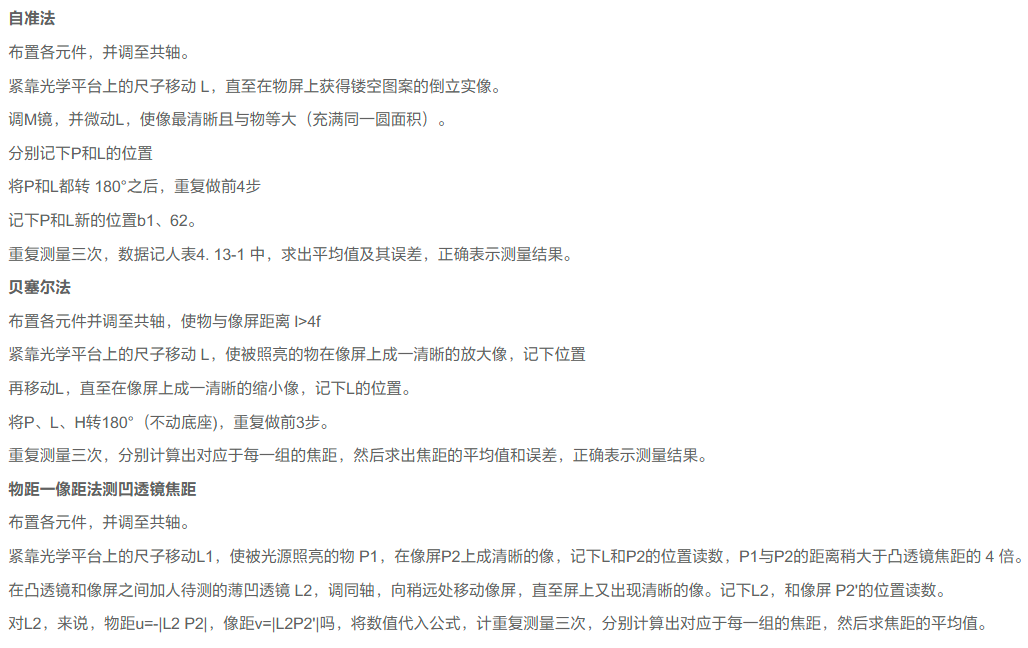 自准法
布置各元件，并调至共轴。
紧靠光学平台上的尺子移动 L，直至在物屏上获得镂空图案的倒立实像。
调M镜，并微动L，使像最清晰且与物等大（充满同一圆面积）。
分别记下P和L的位置
将P和L都转 180°之后，重复做前4步
记下P和L新的位置b1、62。
重复测量三次，数据记人表4. 13-1 中，求出平均值及其误差，正确表示测量结果。
贝塞尔法
布置各元件并调至共轴，使物与像屏距离 l>4f
紧靠光学平台上的尺子移动 L，使被照亮的物在像屏上成一清晰的放大像，记下位置
再移动L，直至在像屏上成一清晰的缩小像，记下L的位置。
将P、L、H转180°（不动底座)，重复做前3步。
重复测量三次，分别计算出对应于每一组的焦距，然后求出焦距的平均值和误差，正确表示测量结果。
物距一像距法测凹透镜焦距
布置各元件，并调至共轴。
紧靠光学平台上的尺子移动L1，使被光源照亮的物 P1，在像屏P2上成清晰的像，记下L和P2的位置读数，P1与P2的距离稍大于凸透镜焦距的 4 倍。
在凸透镜和像屏之间加人待测的薄凹透镜 L2，调同轴，向稍远处移动像屏，直至屏上又出现清晰的像。记下L2，和像屏 P2'的位置读数。
对L2，来说，物距u=-|L2 P2|，像距v=|L2P2'|吗，将数值代入公式，计重复测量三次，分别计算出对应于每一组的焦距，然后求焦距的平均值。